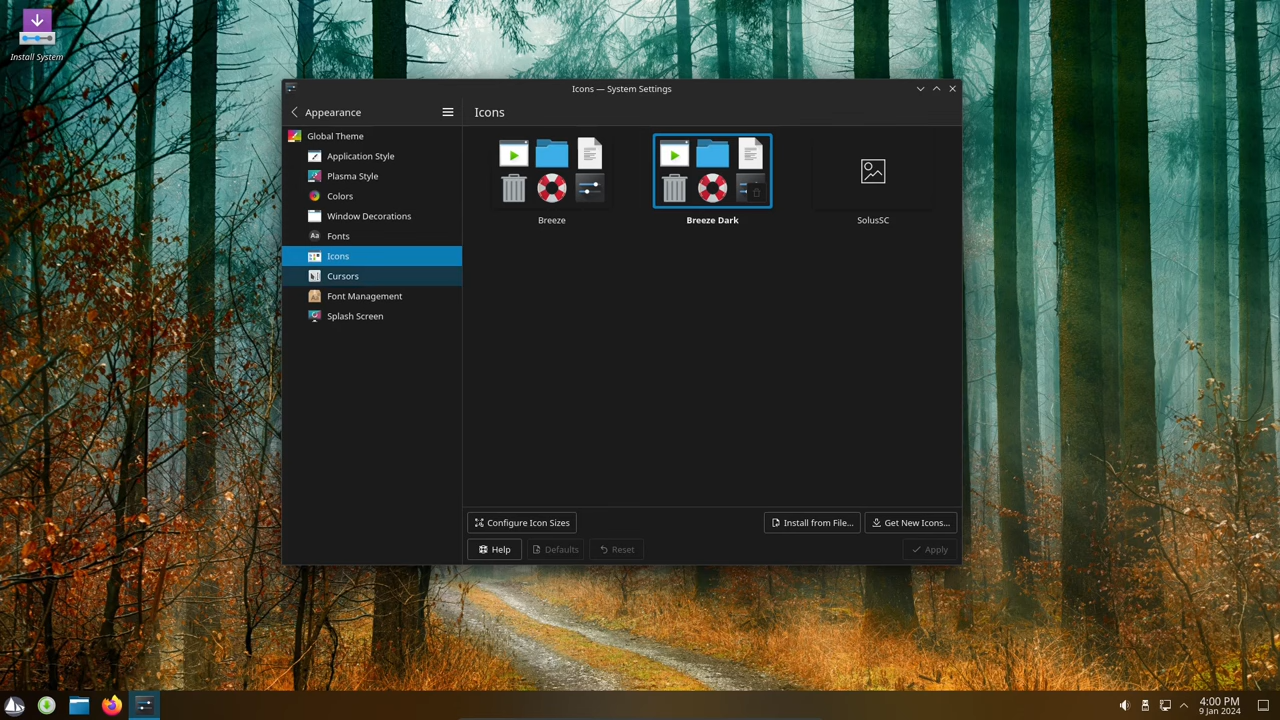 Install System
Icons — System Settings
Appearance
Icons
Global Theme
Application Style
Plasma Style
Colors
Window Decorations
Aa Fonts
Icons
Cursors
Font Management
Splash Screen
Breeze
Breeze Dark
SolusSC
Configure Icon Sizes
Install from File...
Get New Icons...
Help
Defaults
Reset
Apply
4:00 PM
9 Jan 2024